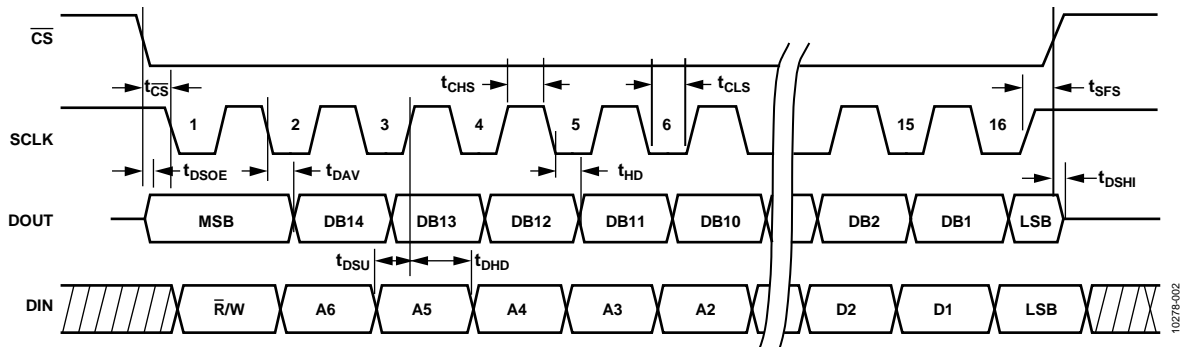 CS
tCS
tCHS
tCLS
tSFS
SCLK
1
2
3
4
5
6
15
16
tDSOE
tDAV
tHD
tDSHI
DOUT
MSB
DB14
DB13
DB12
DB11
DB10
DB2
DB1
LSB
tDSU
tDHD
DIN
R/W
A6
A5
A4
A3
A2
D2
D1
LSB
10278-002